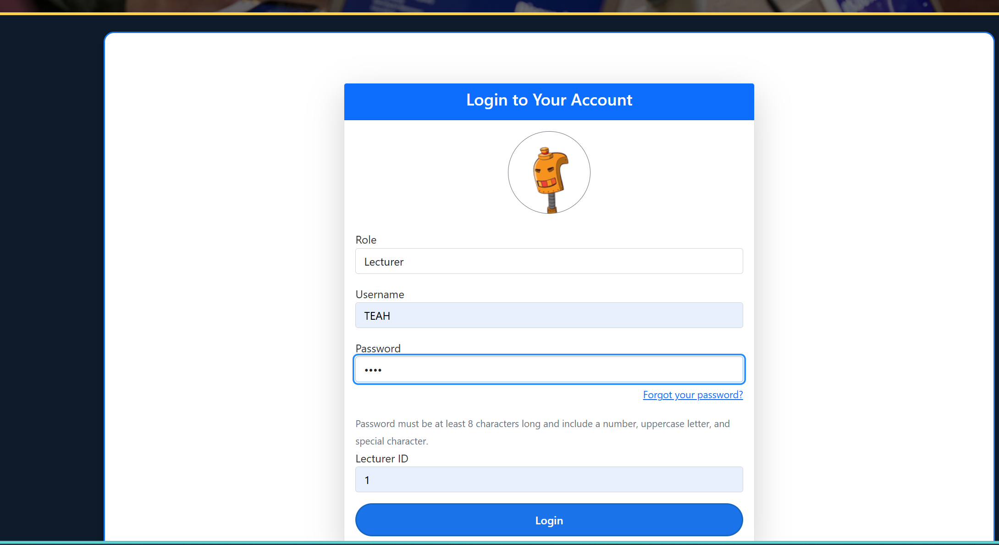 Login to Your Account
Role
Lecturer
Username
TEAH
Password
••••
Forgot your password?
Password must be at least 8 characters long and include a number, uppercase letter, and
special character.
Lecturer ID
1
Login